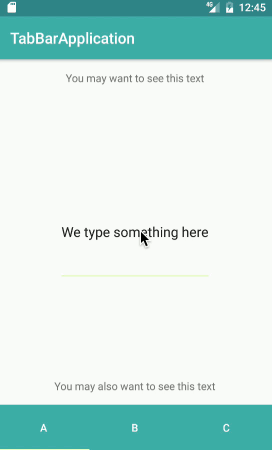 4G 12:45
TabBarApplication
You may want to see this text
We type something here
You may also want to see this text
A B C